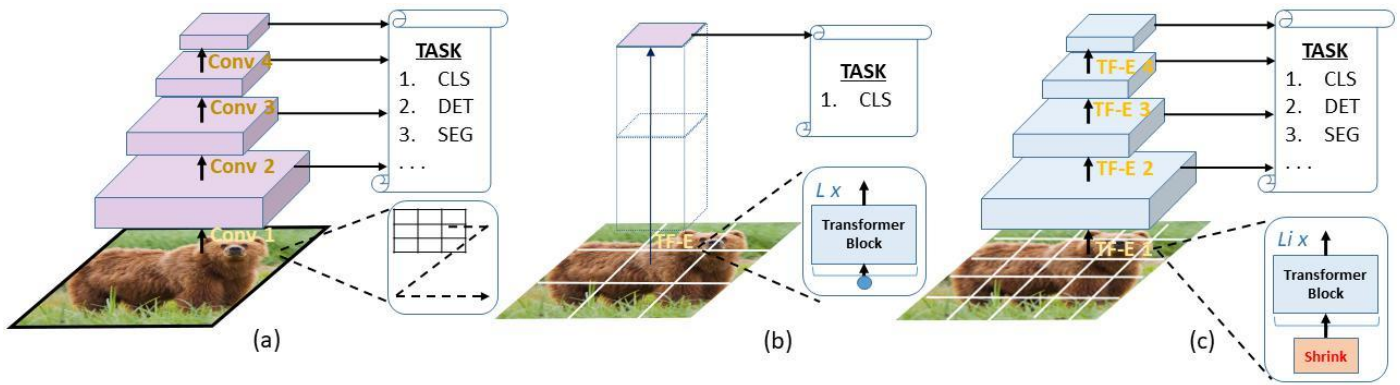 Conv 4
Conv 3
Conv 2
Conv 1
TASK
1. CLS
2. DET
3. SEG
. . .
(a)
TF-E
TASK
1. CLS
L x
Transformer
Block
(b)
TF-E 4
TF-E 3
TF-E 2
TF-E 1
TASK
1. CLS
2. DET
3. SEG
. . .
Li x
Transformer
Block
Shrink
(c)